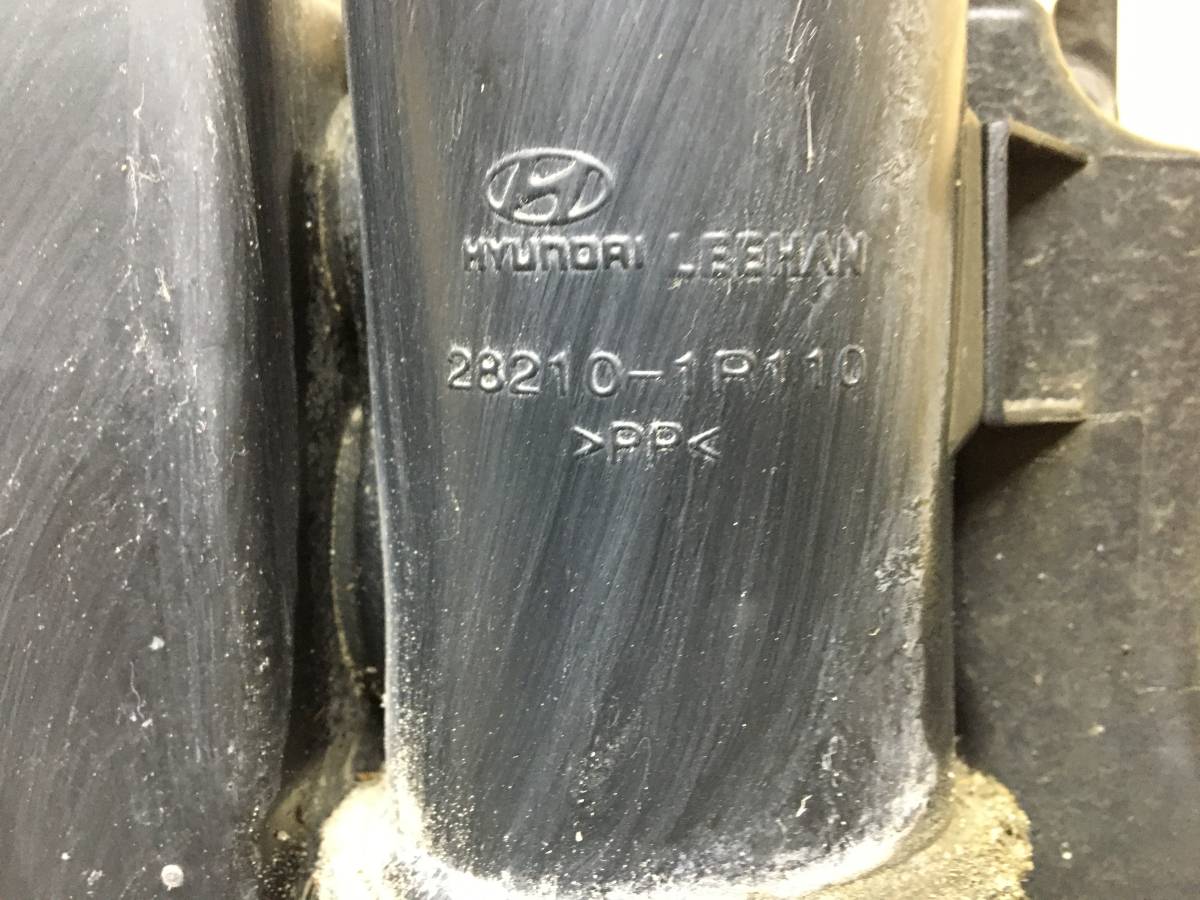 HYUNDAI LEEHAN
28210-1R110
>PP<